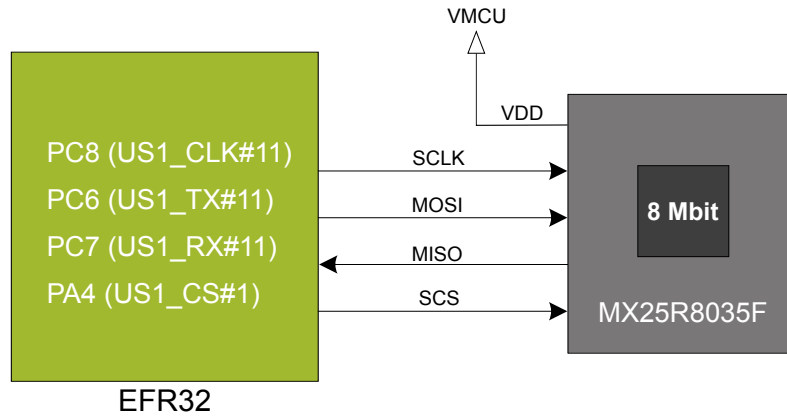 VMCU
VDD
PC8 (US1_CLK#11)
SCLK
PC6 (US1_TX#11)
MOSI
8 Mbit
PC7 (US1_RX#11)
MISO
PA4 (US1_CS#1)
SCS
MX25R8035F
EFR32